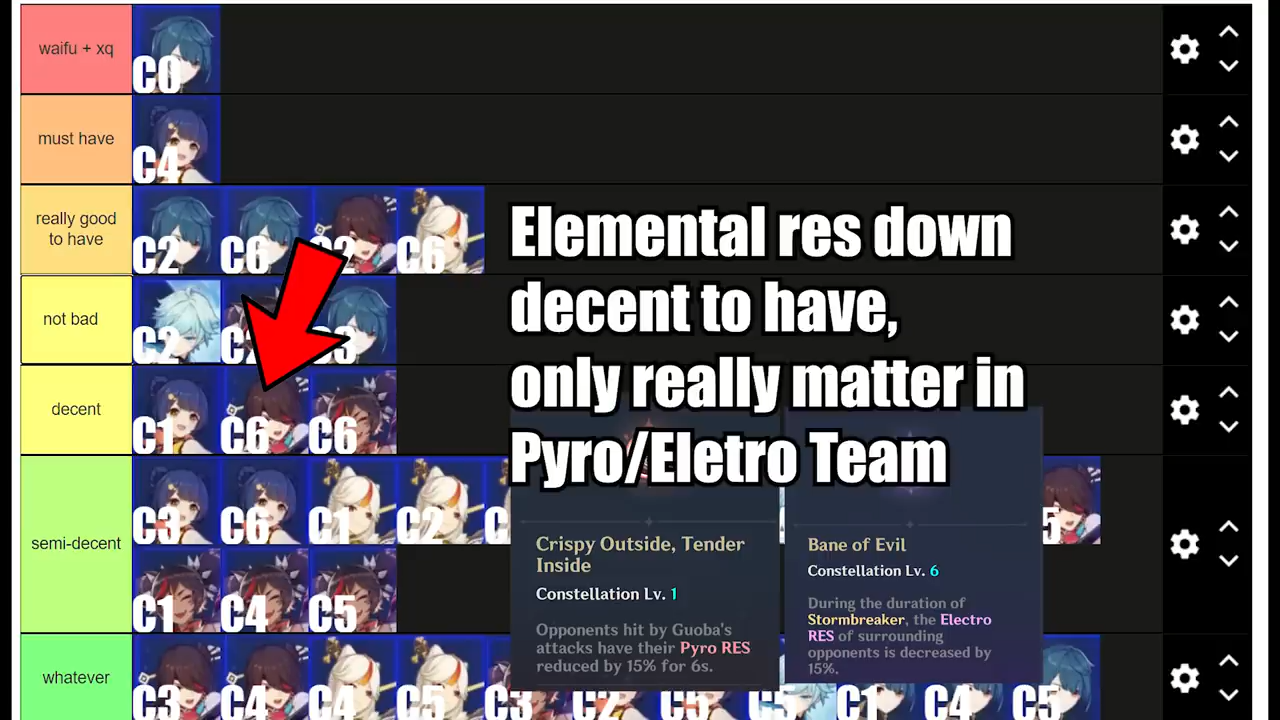 waifu + xq
C0
must have
C4
really good
to have
C2 C6 C2 C6
not bad
C2 C3
decent
C1 C6 C6
Elemental res down
decent to have,
only really matter in
Pyro/Eletro Team
semi-decent
C3 C6 C1 C2
C1 C4 C5
Crispy Outside, Tender
Inside
Constellation Lv. 1
Opponents hit by Guoba's
attacks have their Pyro RES
reduced by 15% for 6s.
Bane of Evil
Constellation Lv. 6
During the duration of
Stormbreaker, the Electro
RES of surrounding
opponents is decreased by
15%.
whatever
C3 C4 C4 C5 C3 C2 C5 C5 C1 C4 C5